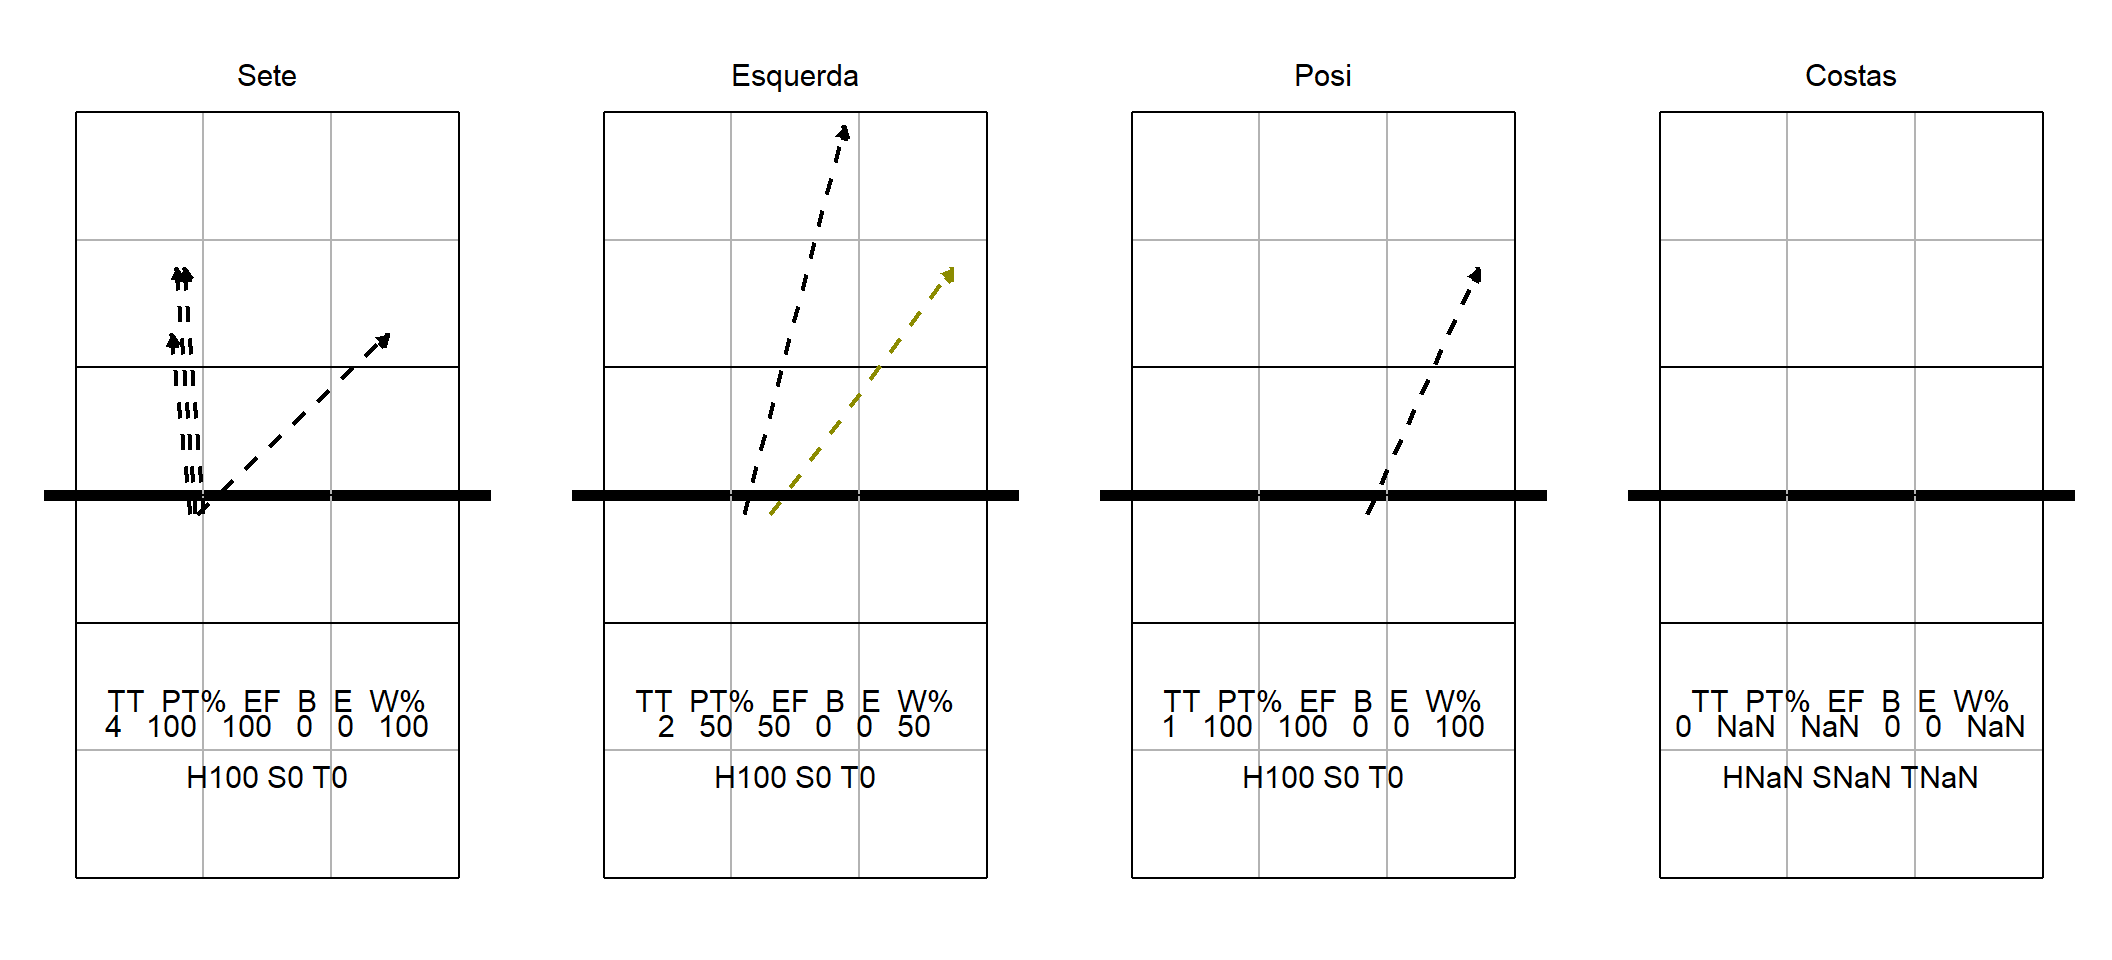 Sete
TT PT% EF B E W%
4 100 100 0 0 100
H100 S0 T0
Esquerda
TT PT% EF B E W%
2 50 50 0 0 50
H100 S0 T0
Posi
TT PT% EF B E W%
1 100 100 0 0 100
H100 S0 T0
Costas
TT PT% EF B E W%
0 NaN NaN 0 0 NaN
HNaN SNaN TNaN